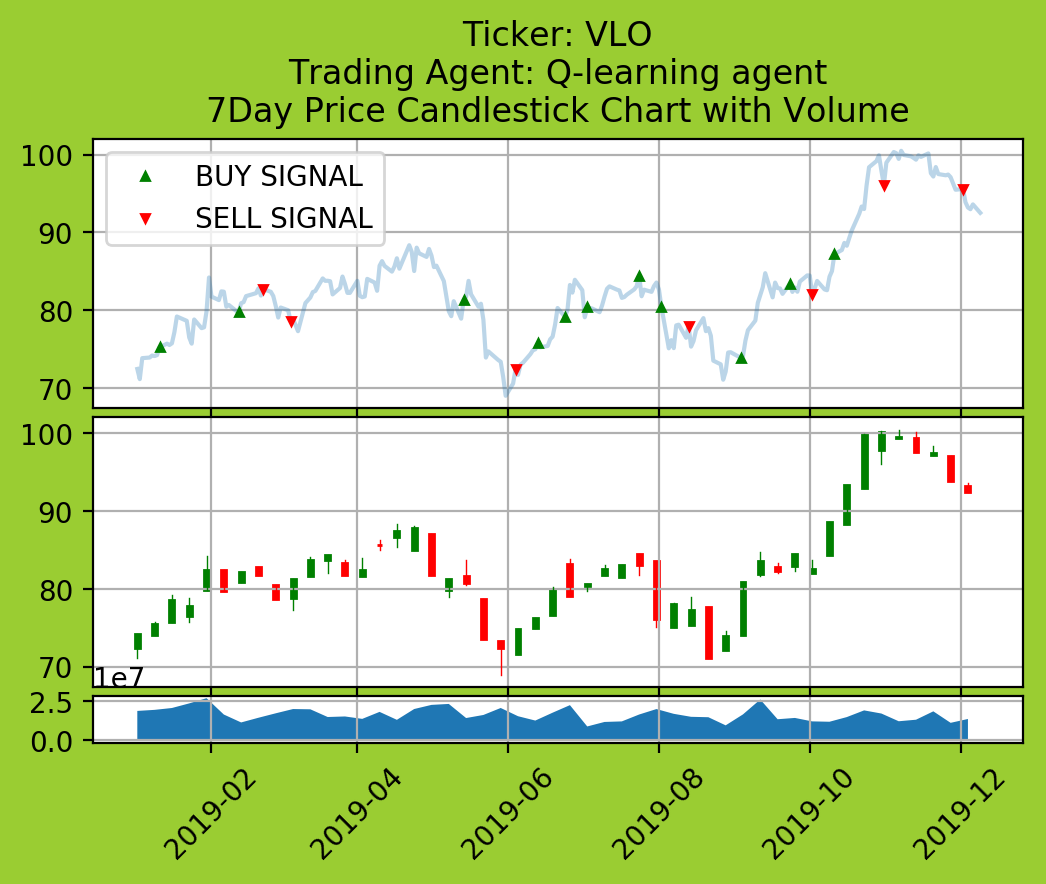 Ticker: VLO
Trading Agent: Q-learning agent
7Day Price Candlestick Chart with Volume
100
90
80
70
BUY SIGNAL
SELL SIGNAL
100
90
80
70
1e7
2.5
0.0
2019-02
2019-04
2019-06
2019-08
2019-10
2019-12